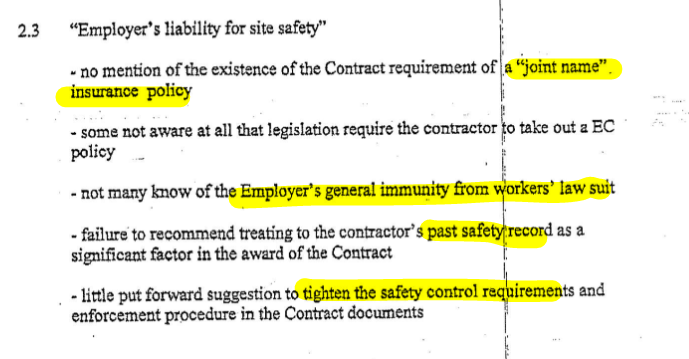 2.3 "Employer's liability for site safety"
- no mention of the existence of the Contract requirement of a "joint name"
insurance policy
- some not aware at all that legislation require the contractor to take out a EC
policy
- not many know of the Employer's general immunity from workers' law suit
- failure to recommend treating to the contractor's past safety record as a
significant factor in the award of the Contract
- little put forward suggestion to tighten the safety control requirements and
enforcement procedure in the Contract documents